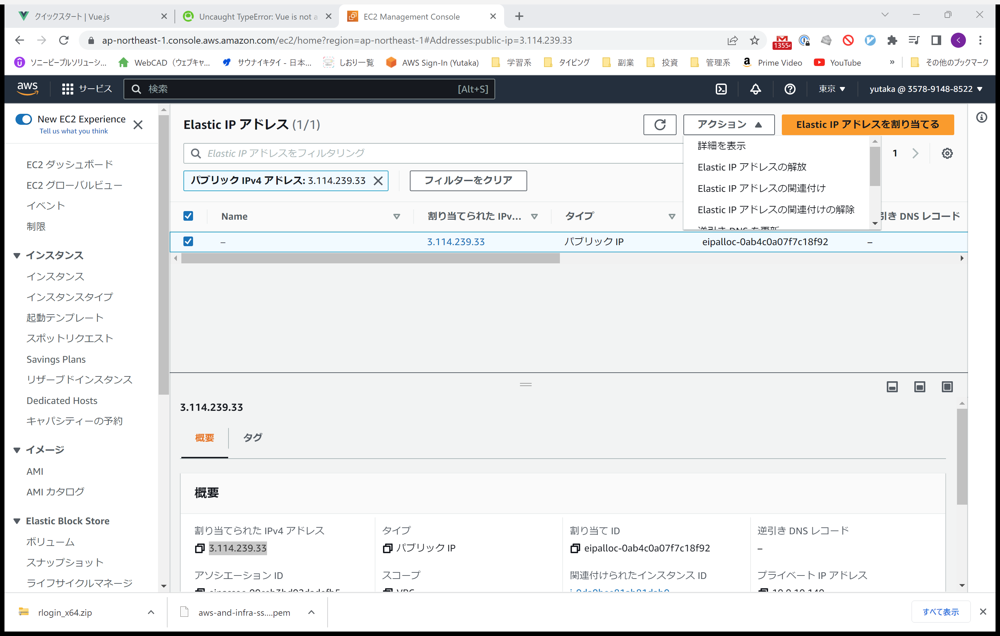 クイックスタート | Vue.js
Uncaught TypeError: Vue is not a
EC2 Management Console
ap-northeast-1.console.aws.amazon.com/ec2/home?region=ap-northeast-1#Addresses:public-ip=3.114.239.33
ソニーピープルソリューシ...
WebCAD（ウェブキャ...
サウナイキタイ - 日本...
しおり一覧
AWS Sign-In (Yutaka)
学習系
タイピング
副業
投資
管理系
Prime Video
YouTube
»
その他のブックマーク
aws
サービス
検索
[Alt+S]
東京
yutaka @ 3578-9148-8522
New EC2 Experience
Tell us what you think
EC2 ダッシュボード
EC2 グローバルビュー
イベント
制限
インスタンス
インスタンス
インスタンスタイプ
起動テンプレート
スポットリクエスト
Savings Plans
リザーブドインスタンス
Dedicated Hosts
キャパシティーの予約
イメージ
AMI
AMI カタログ
Elastic Block Store
ボリューム
スナップショット
ライフサイクルマネージ
Elastic IP アドレス (1/1)
アクション
Elastic IP アドレスを割り当てる
Elastic IP アドレスをフィルタリング
1
パブリック IPv4 アドレス: 3.114.239.33
フィルターをクリア
詳細を表示
Elastic IP アドレスの解放
Elastic IP アドレスの関連付け
Elastic IP アドレスの関連付けの解除
逆引き DNS を更新
Name
割り当てられた IPv...
タイプ
引き DNS レコード
–
3.114.239.33
パブリック IP
eipalloc-0ab4c0a07f7c18f92
–
3.114.239.33
概要
タグ
概要
割り当てられた IPv4 アドレス
3.114.239.33
タイプ
パブリック IP
割り当て ID
eipalloc-0ab4c0a07f7c18f92
逆引き DNS レコード
–
アソシエーション ID
スコープ
VPC
関連付けられたインスタンス ID
プライベート IP アドレス
10.0.10.140
rlogin_x64.zip
aws-and-infra-ss....pem
すべて表示